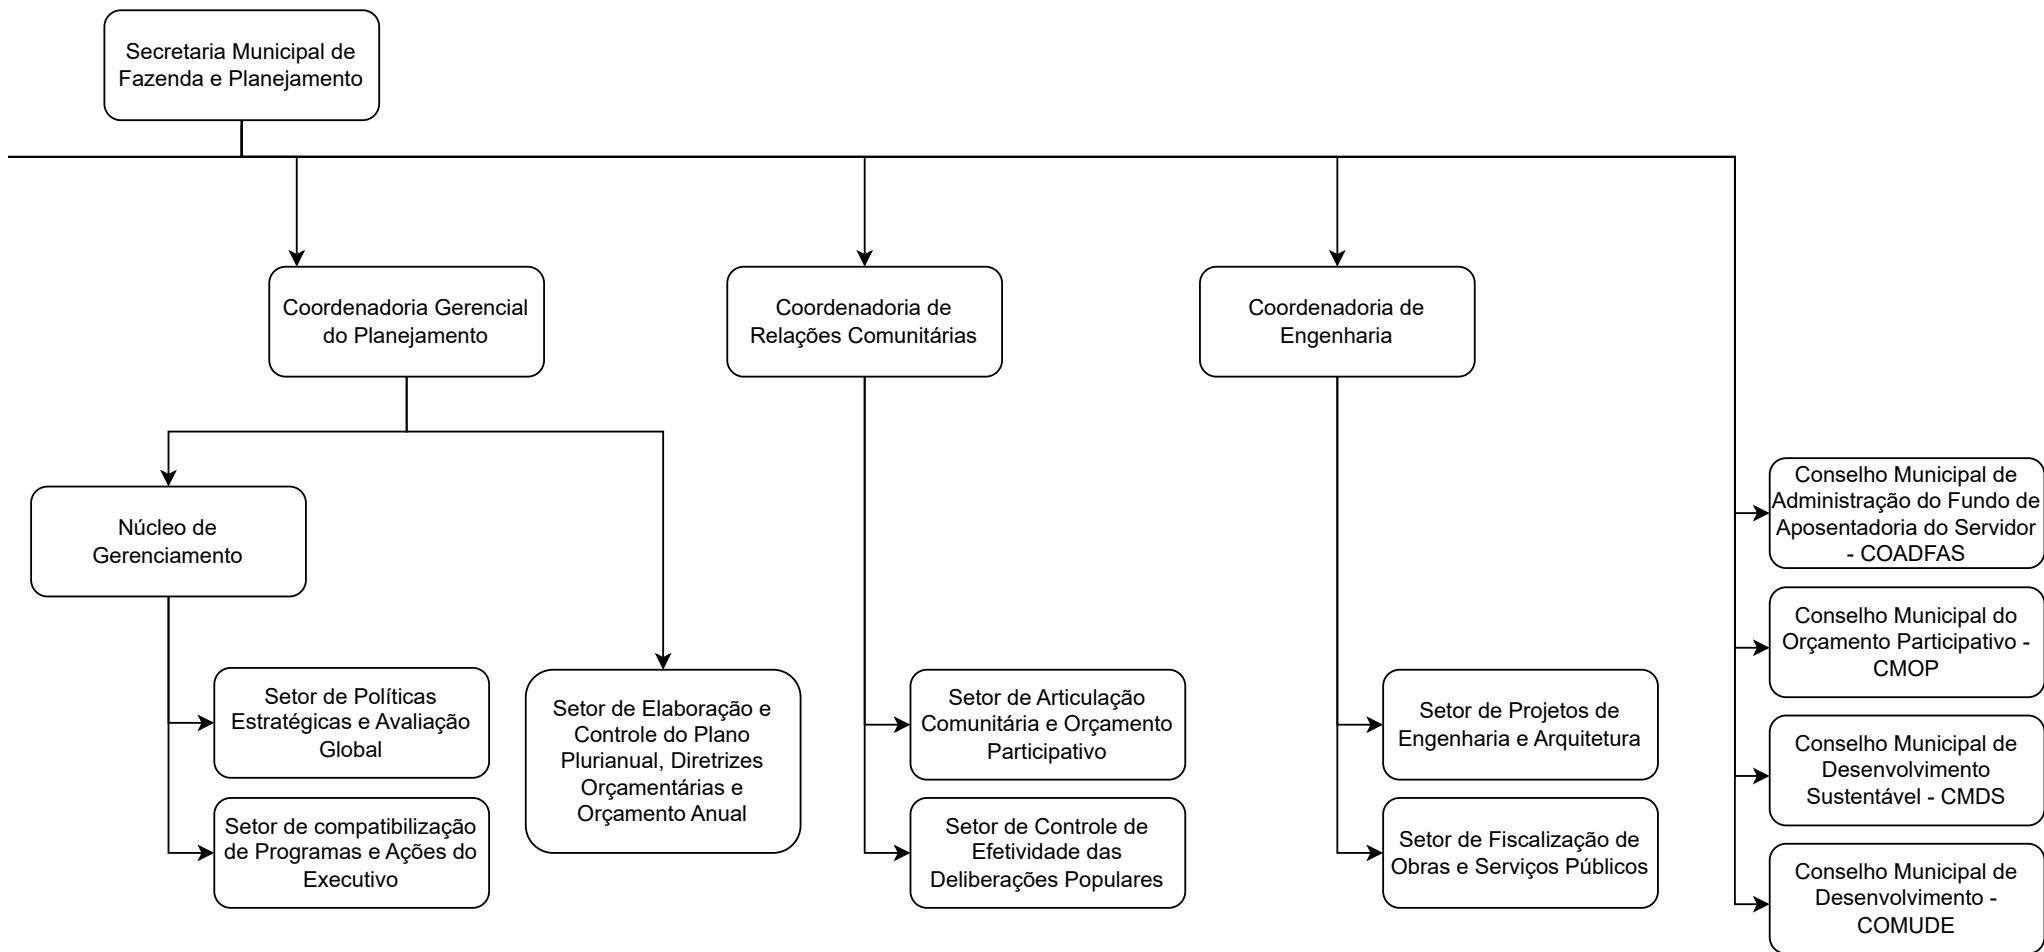 Secretaria Municipal de
Fazenda e Planejamento
Coordenadoria Gerencial
do Planejamento
Coordenadoria de
Relações Comunitárias
Coordenadoria de
Engenharia
Núcleo de
Gerenciamento
Setor de Políticas
Estratégicas e Avaliação
Global
Setor de compatibilização
de Programas e Ações do
Executivo
Setor de Elaboração e
Controle do Plano
Plurianual, Diretrizes
Orçamentárias e
Orçamento Anual
Setor de Articulação
Comunitária e Orçamento
Participativo
Setor de Controle de
Efetividade das
Deliberações Populares
Setor de Projetos de
Engenharia e Arquitetura
Setor de Fiscalização de
Obras e Serviços Públicos
Conselho Municipal de
Administração do Fundo de
Aposentadoria do Servidor
- COADFAS
Conselho Municipal do
Orçamento Participativo -
CMOP
Conselho Municipal de
Desenvolvimento
Sustentável - CMDS
Conselho Municipal de
Desenvolvimento -
COMUDE